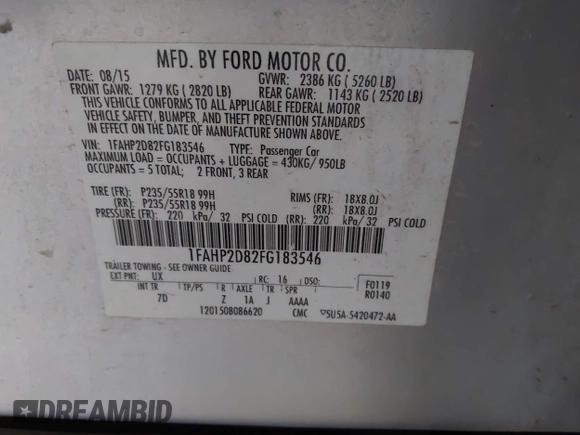 MFD. BY FORD MOTOR CO.
DATE: 08/15 GVWR: 2386 KG ( 5260 LB)
FRONT GAWR: 1279 KG ( 2820 LB) REAR GAWR: 1143 KG ( 2520 LB)
THIS VEHICLE CONFORMS TO ALL APPLICABLE FEDERAL MOTOR
VEHICLE SAFETY, BUMPER, AND THEFT PREVENTION STANDARDS
IN EFFECT ON THE DATE OF MANUFACTURE SHOWN ABOVE.
VIN: 1FAHP2D82FG183546 TYPE: Passenger Car
MAXIMUM LOAD = OCCUPANTS + LUGGAGE = 430KG/ 950LB
OCCUPANTS = 5 TOTAL; 2 FRONT, 3 REAR
TIRE (FR): P235/55R18 99H RIMS (FR): 18X8.0J
(RR): P235/55R18 99H (RR): 18X8.0J
PRESSURE: (FR) 220 kPa/ 32 PSI COLD (RR) 220 kPa/ 32 PSI COLD
1FAHP2D82FG183546
TRAILER TOWING - SEE OWNER GUIDE
EXT PNT: UX RC: 16 DSO: F0119
R0140
INT TR TP/PS R AXLE TR SPR
7D Z 1A J AAAA
1201508086620 CMC 5U5A-5420472-AA
DREAMBID